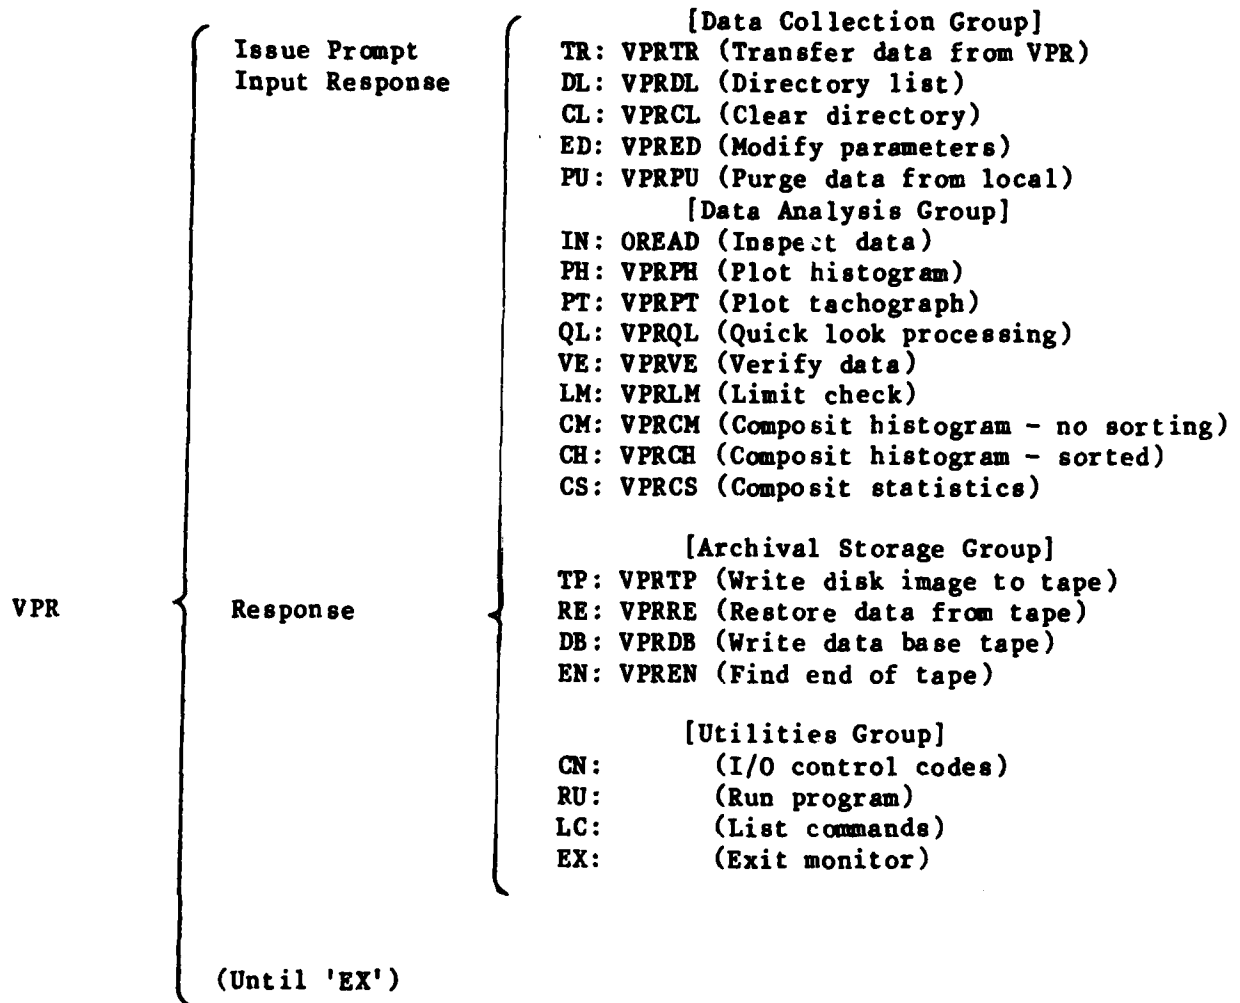 [Data Collection Group]
Issue Prompt
Input Response
TR: VPRTR (Transfer data from VPR)
DL: VPRDL (Directory list)
CL: VPRCL (Clear directory)
ED: VPRED (Modify parameters)
PU: VPRPU (Purge data from local)
[Data Analysis Group]
IN: OREAD (Inspect data)
PH: VPRPH (Plot histogram)
PT: VPRPT (Plot tachograph)
QL: VPRQL (Quick look processing)
VE: VPRVE (Verify data)
LM: VPRLM (Limit check)
CM: VPRCM (Composit histogram - no sorting)
CH: VPRCH (Composit histogram - sorted)
CS: VPRCS (Composit statistics)
[Archival Storage Group]
TP: VPRTP (Write disk image to tape)
VPR
Response
RE: VPRRE (Restore data from tape)
DB: VPRDB (Write data base tape)
EN: VPREN (Find end of tape)
[Utilities Group]
CN: (I/O control codes)
RU: (Run program)
LC: (List commands)
EX: (Exit monitor)
(Until 'EX')